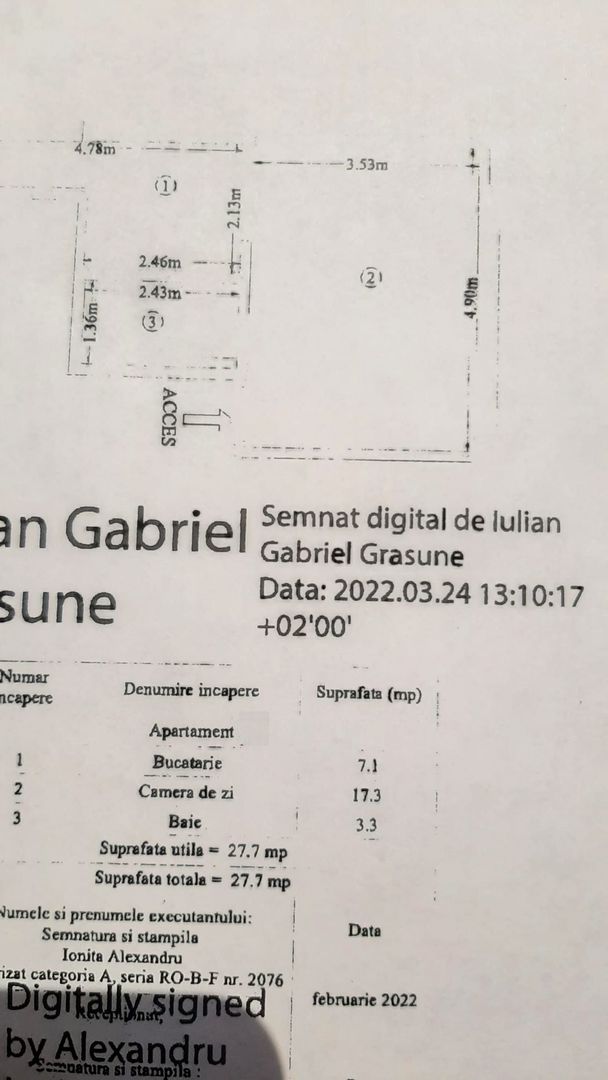 4.78m
3.53m
(1)
2.13m
2.46m
(2)
2.43m
4.90m
1.36m
(3)
ACCES
an Gabriel
sune
Semnat digital de Iulian
Gabriel Grasune
Data: 2022.03.24 13:10:17
+02'00'
Numar
ncapere
Denumire incapere
Suprafata (mp)
Apartament
1 Bucatarie 7.1
2 Camera de zi 17.3
3 Baie 3.3
Suprafata utila = 27.7 mp
Suprafata totala = 27.7 mp
Numele si prenumele executantului:
Data
Semnatura si stampila
Ionita Alexandru
rizat categoria A, seria RO-B-F nr. 2076
februarie 2022
Digitally signed
by Alexandru
Semnatura si stampila :